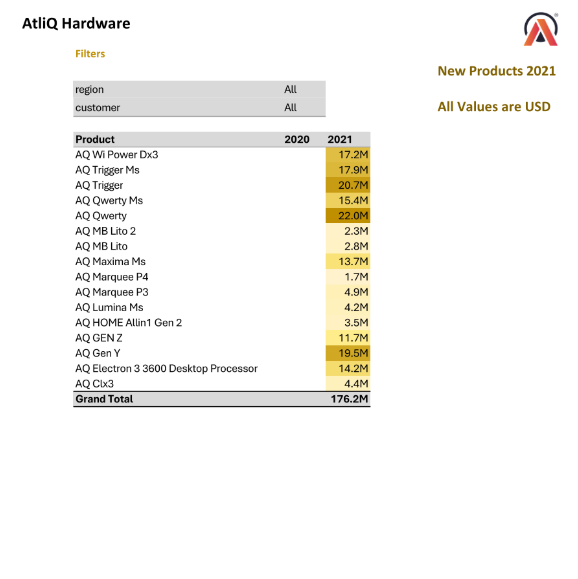 AtliQ Hardware
Filters
New Products 2021
region All
customer All
All Values are USD
Product 2020 2021
AQ Wi Power Dx3 17.2M
AQ Trigger Ms 17.9M
AQ Trigger 20.7M
AQ Qwerty Ms 15.4M
AQ Qwerty 22.0M
AQ MB Lito 2 2.3M
AQ MB Lito 2.8M
AQ Maxima Ms 13.7M
AQ Marquee P4 1.7M
AQ Marquee P3 4.9M
AQ Lumina Ms 4.2M
AQ HOME Allin1 Gen 2 3.5M
AQ GEN Z 11.7M
AQ Gen Y 19.5M
AQ Electron 3 3600 Desktop Processor 14.2M
AQ Clx3 4.4M
Grand Total 176.2M